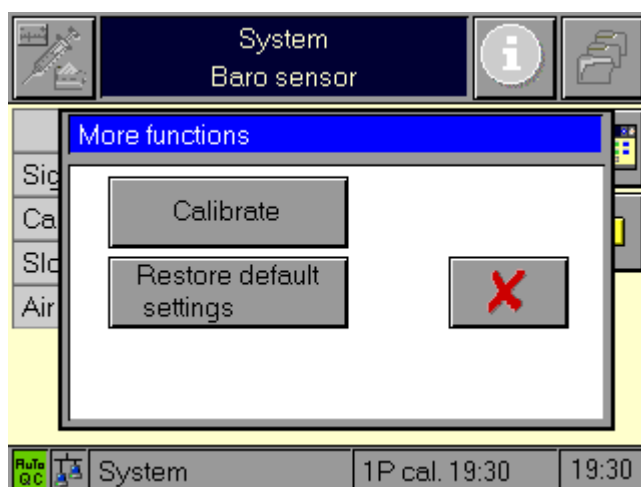 System
Baro sensor
More functions
Sig
Ca
Slo
Air
Calibrate
Restore default
settings
AuTo
QC
System
1P cal. 19:30
19:30